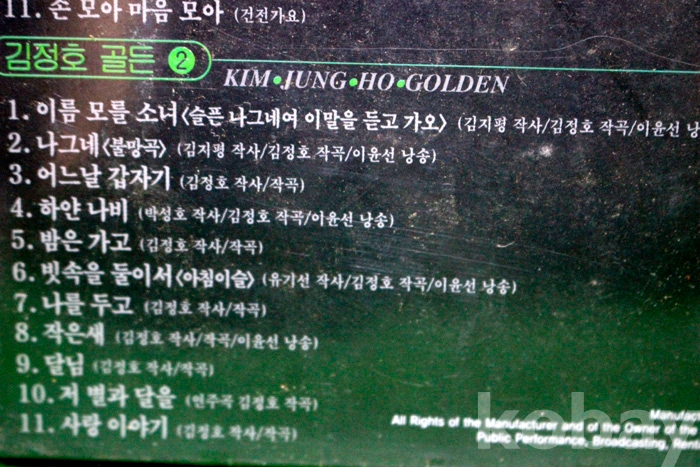 11. 손 모아 마음 모아 (건전가요)
김정호 골든 2
KIM•JUNG•HO•GOLDEN
1. 이름 모를 소녀〈슬픈 나그네여 이말을 듣고 가오〉 (김지평 작사/김정호 작곡/이윤선 낭
2. 나그네〈불망곡〉 (김지평 작사/김정호 작곡/이윤선 낭송)
3. 어느날 갑자기 (김정호 작사/작곡)
4. 하얀 나비 (박성호 작사/김정호 작곡/이윤선 낭송)
5. 밤은 가고 (김정호 작사/작곡)
6. 빗속을 둘이서〈아침이슬〉 (유기선 작사/김정호 작곡/이윤선 낭송)
7. 나를 두고 (김정호 작사/작곡)
8. 작은새 (김정호 작사/작곡/이윤선 낭송)
9. 달님 (김정호 작사/작곡)
10. 저 별과 달을 (연주곡 김정호 작곡)
11. 사랑 이야기 (김정호 작사/작곡)
Manufact
All Rights of the Manufacturer and of the Owner of the
Public Performance, Broadcasting, Rent
kobay